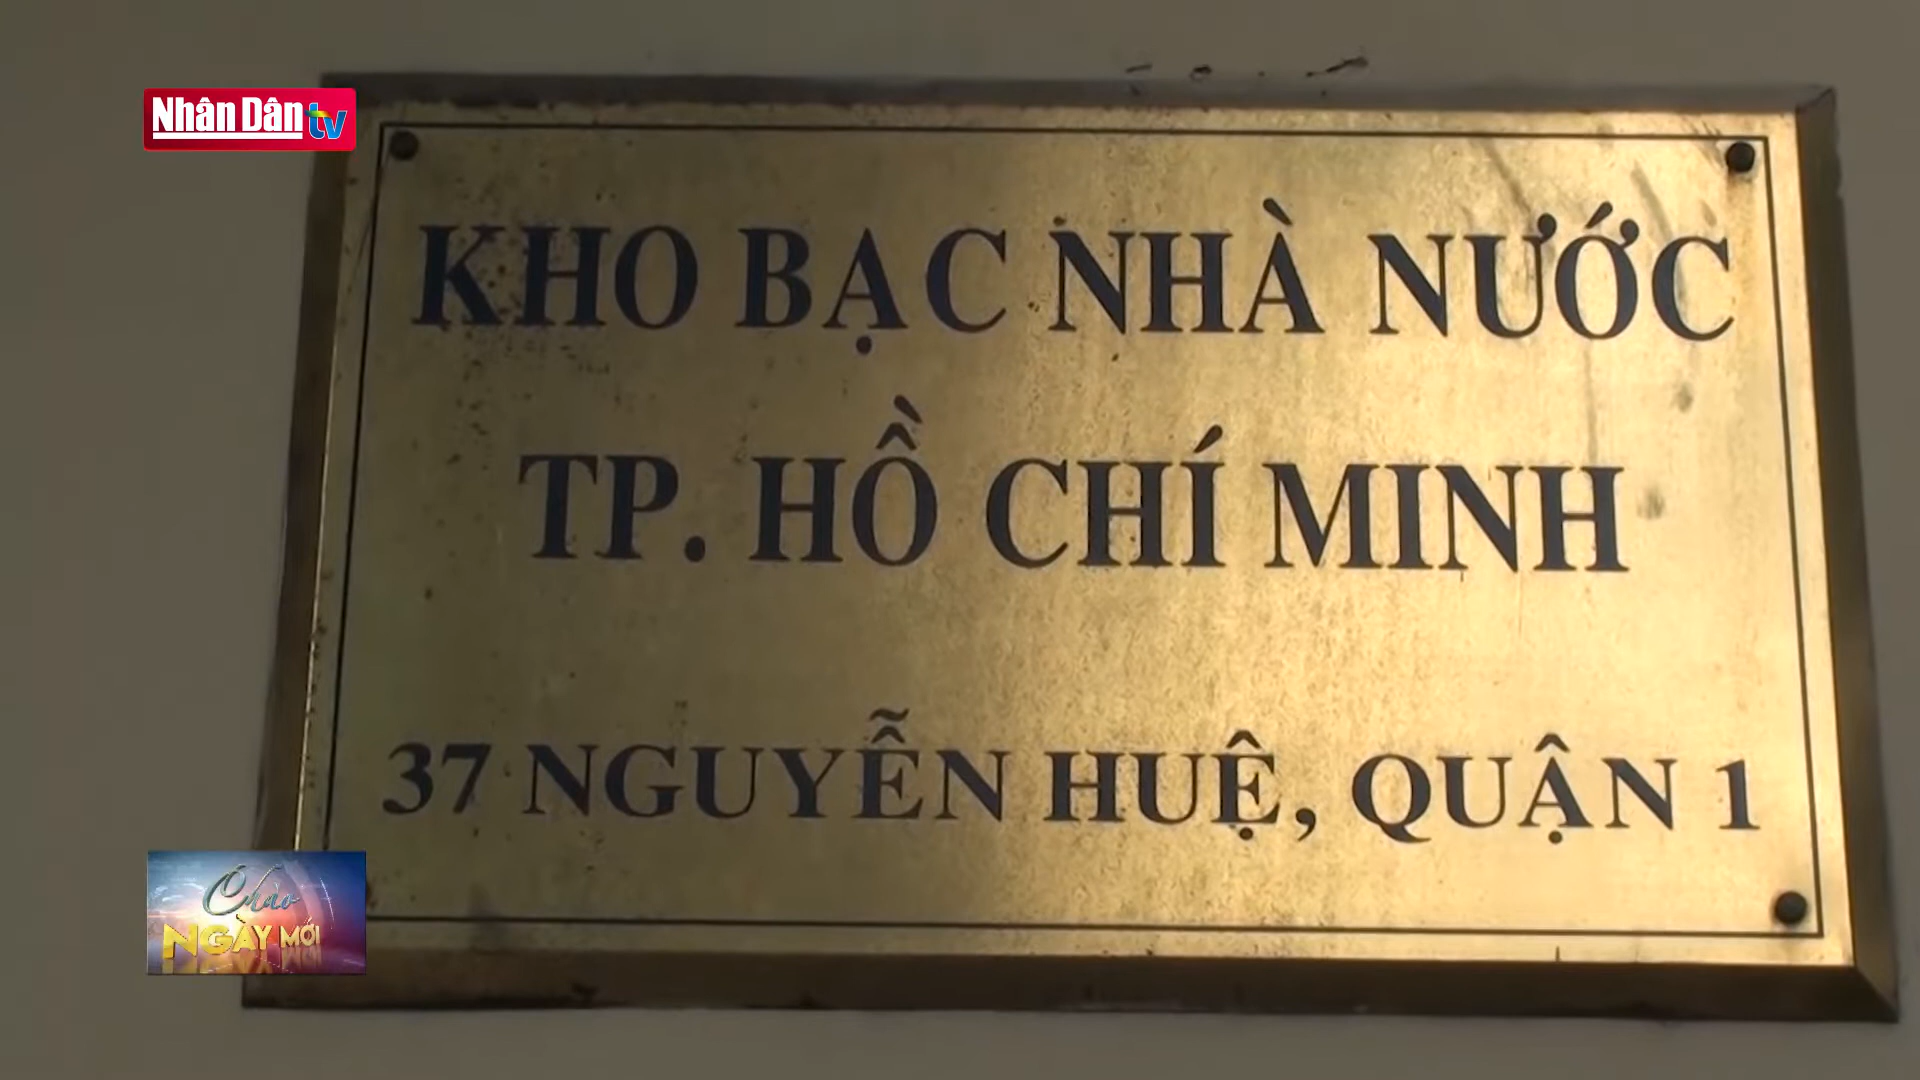 Nhân Dân tv
KHO BẠC NHÀ NƯỚC
TP. HỒ CHÍ MINH
37 NGUYỄN HUỆ, QUẬN 1
Chào
NGÀY MỚI